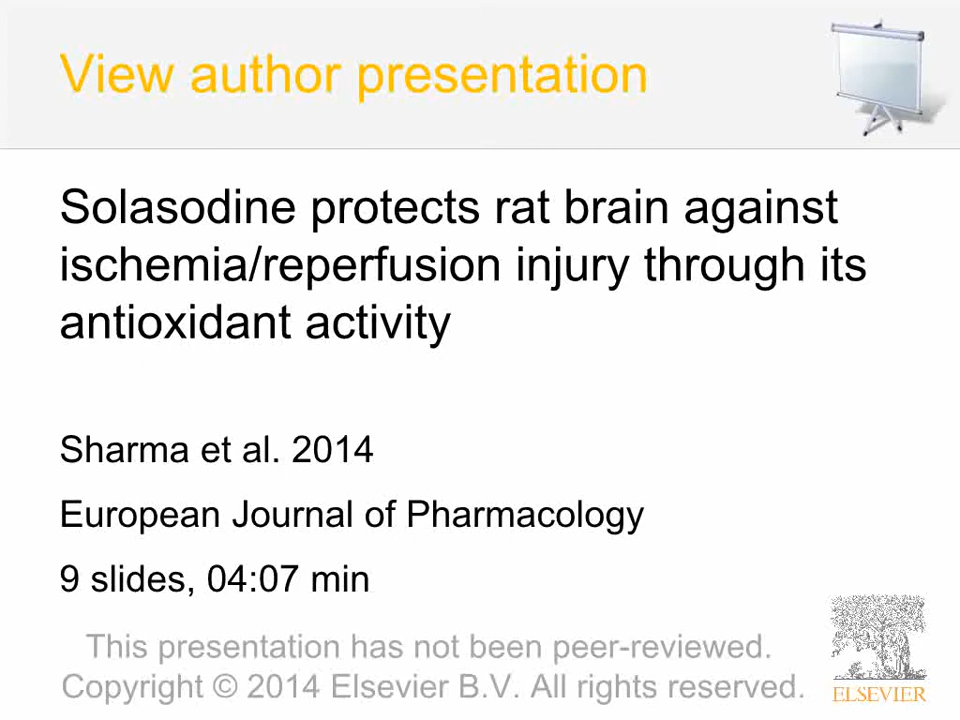 View author presentation
Solasodine protects rat brain against
ischemia/reperfusion injury through its
antioxidant activity
Sharma et al. 2014
European Journal of Pharmacology
9 slides, 04:07 min
This presentation has not been peer-reviewed.
Copyright © 2014 Elsevier B.V. All rights reserved.
ELSEVIER